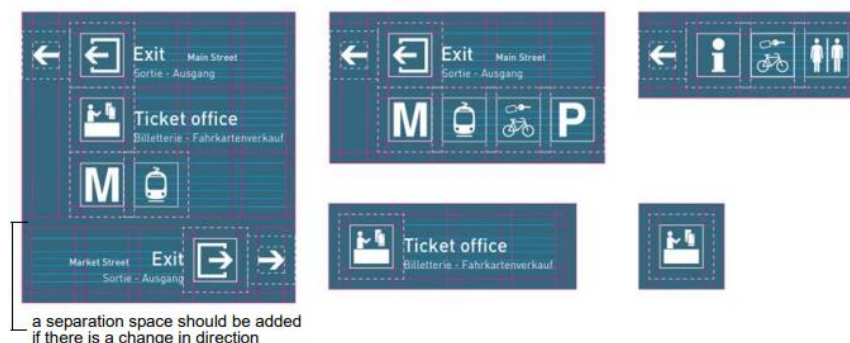 Exit Main Street
Sortie - Ausgang
Ticket office
Billetterie - Fahrkartenverkauf
M
Market Street Exit
Sortie - Ausgang
a separation space should be added
if there is a change in direction
Exit Main Street
Sortie - Ausgang
M P
Ticket office
Billetterie - Fahrkartenverkauf
i